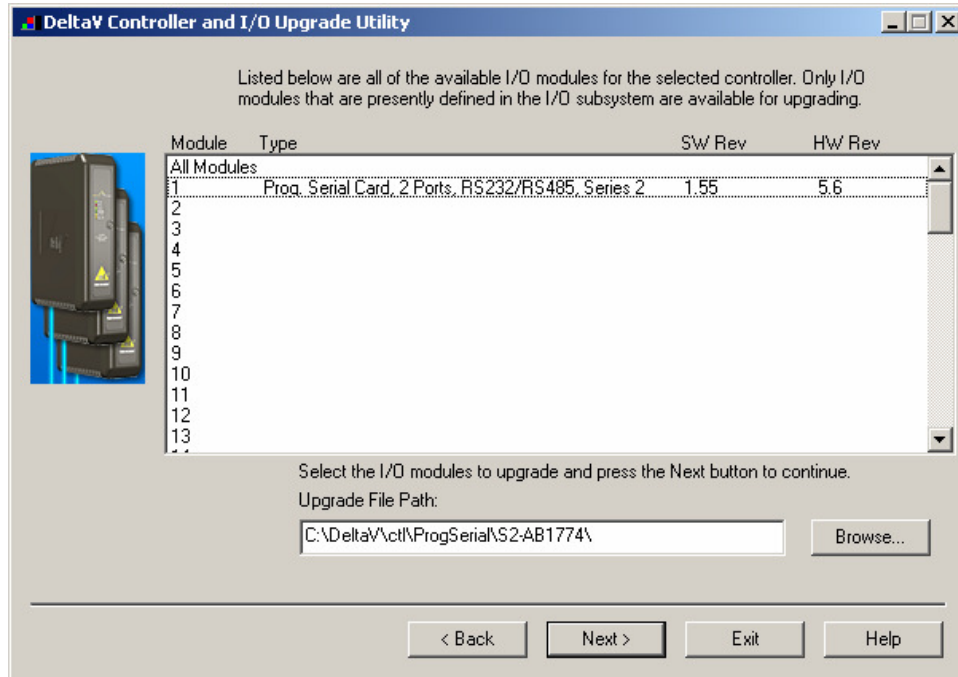 DeltaV Controller and I/O Upgrade Utility
Listed below are all of the available I/O modules for the selected controller. Only I/O
modules that are presently defined in the I/O subsystem are available for upgrading.
Module Type SW Rev HW Rev
All Modules
1 Prog. Serial Card, 2 Ports, RS232/RS485, Series 2 1.55 5.6
2
3
4
5
6
7
8
9
10
11
12
13
Select the I/O modules to upgrade and press the Next button to continue.
Upgrade File Path:
C:\DeltaV\ctl\ProgSerial\S2-AB1774\
Browse...
< Back Next > Exit Help